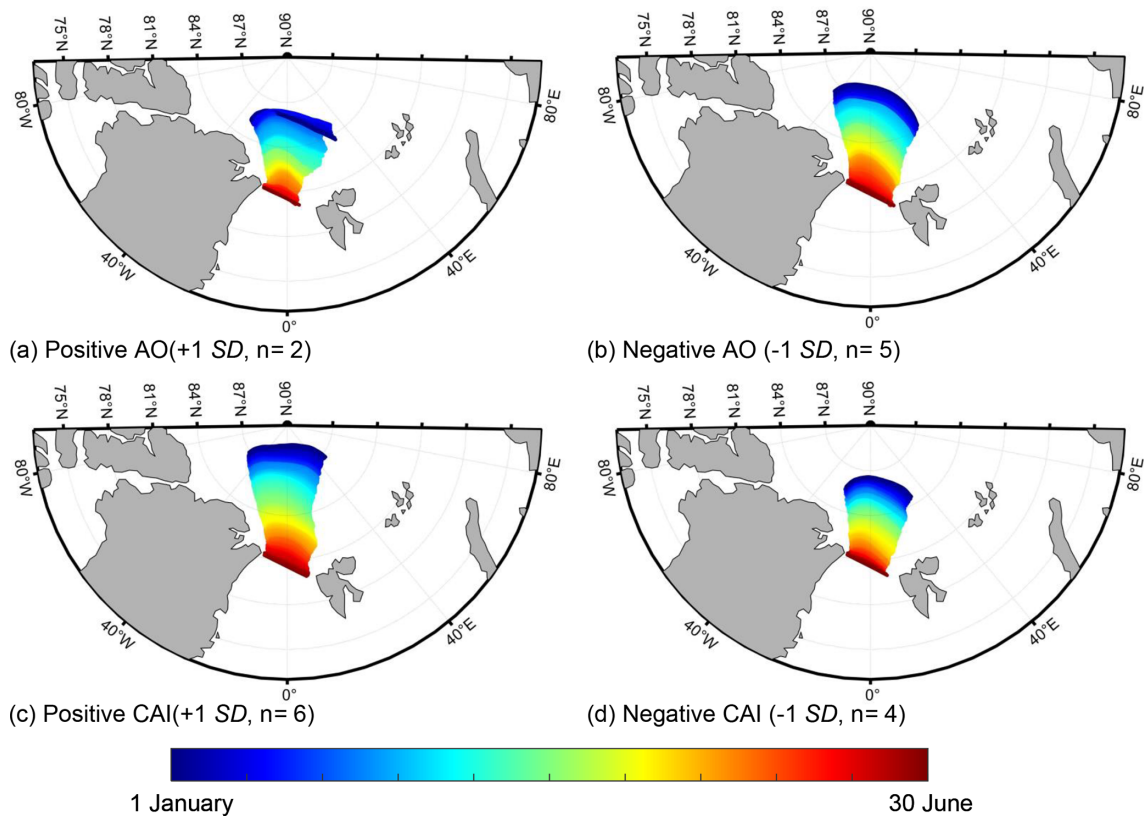 75°N 78°N 81°N 84°N 87°N 90°N
75°N 78°N 81°N 84°N 87°N 90°N
80°W 80°E
80°W 80°E
40°W 40°E
40°W 40°E
0°
0°
(a) Positive AO(+1 SD, n= 2)
(b) Negative AO (-1 SD, n= 5)
75°N 78°N 81°N 84°N 87°N 90°N
75°N 78°N 81°N 84°N 87°N 90°N
80°W 80°E
80°W 80°E
40°W 40°E
40°W 40°E
0°
0°
(c) Positive CAI(+1 SD, n= 6)
(d) Negative CAI (-1 SD, n= 4)
1 January
30 June